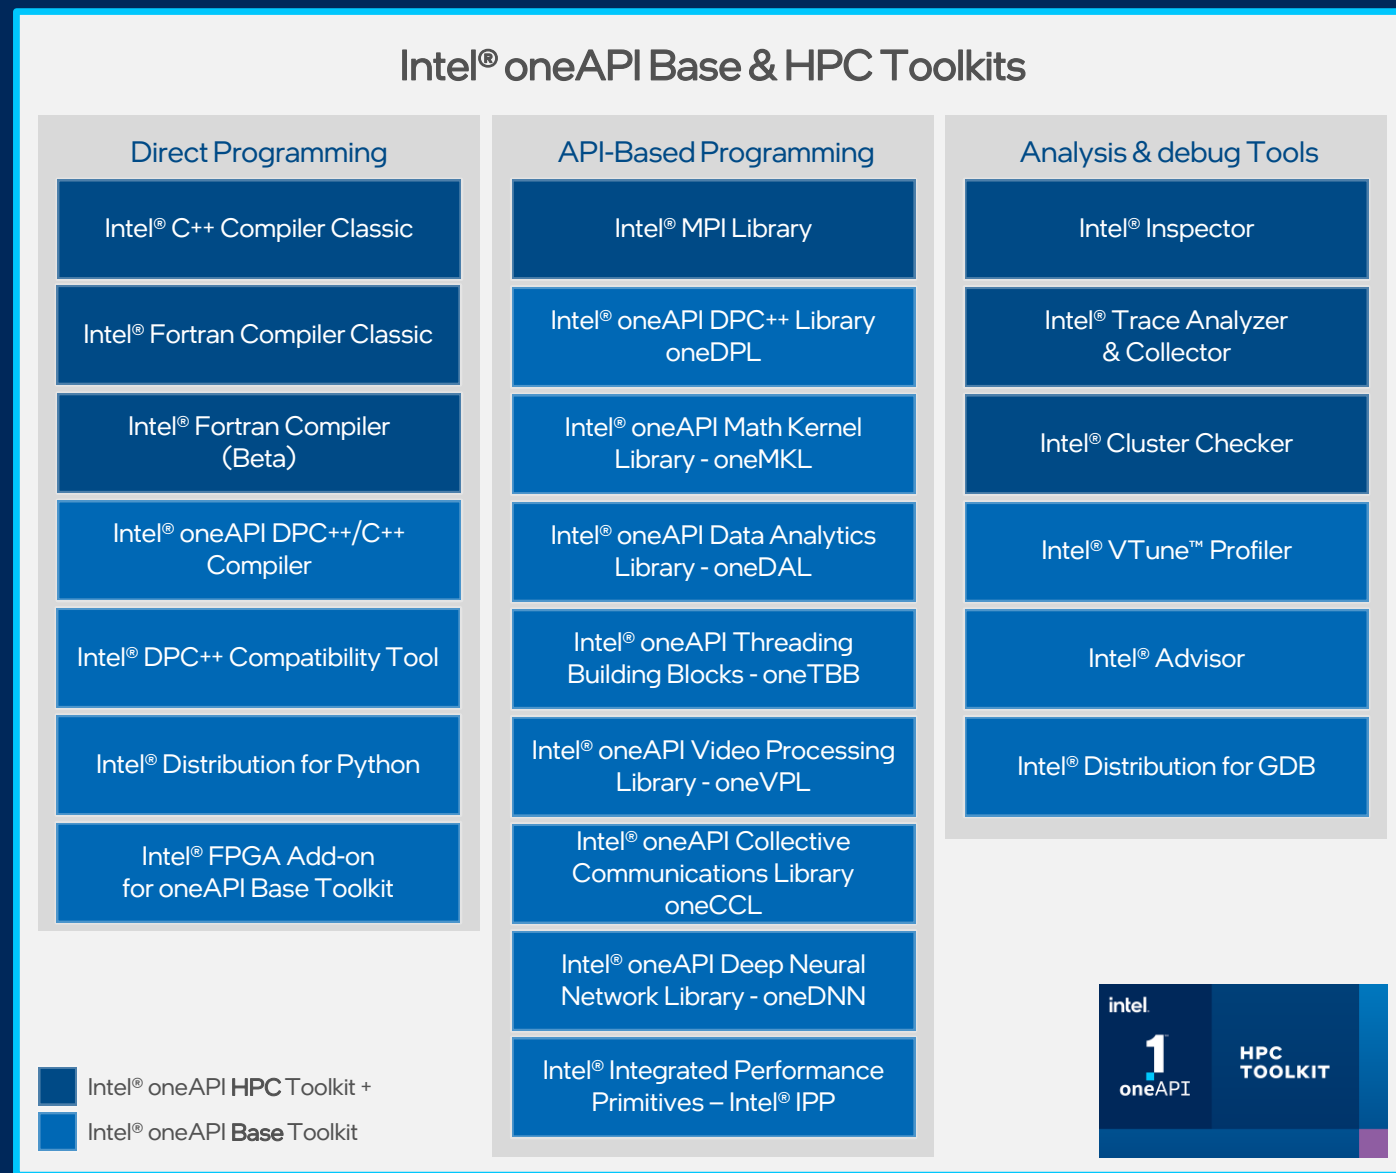 Intel® oneAPI Base & HPC Toolkits
Direct Programming
Intel® C++ Compiler Classic
Intel® Fortran Compiler Classic
Intel® Fortran Compiler
(Beta)
Intel® oneAPI DPC++/C++
Compiler
Intel® DPC++ Compatibility Tool
Intel® Distribution for Python
Intel® FPGA Add-on
for oneAPI Base Toolkit
API-Based Programming
Intel® MPI Library
Intel® oneAPI DPC++ Library
oneDPL
Intel® oneAPI Math Kernel
Library - oneMKL
Intel® oneAPI Data Analytics
Library - oneDAL
Intel® oneAPI Threading
Building Blocks - oneTBB
Intel® oneAPI Video Processing
Library - oneVPL
Intel® oneAPI Collective
Communications Library
oneCCL
Intel® oneAPI Deep Neural
Network Library - oneDNN
Intel® Integrated Performance
Primitives – Intel® IPP
Analysis & debug Tools
Intel® Inspector
Intel® Trace Analyzer
& Collector
Intel® Cluster Checker
Intel® VTune™ Profiler
Intel® Advisor
Intel® Distribution for GDB
Intel® oneAPI HPC Toolkit +
Intel® oneAPI Base Toolkit
intel.
1
oneAPI
HPC
TOOLKIT